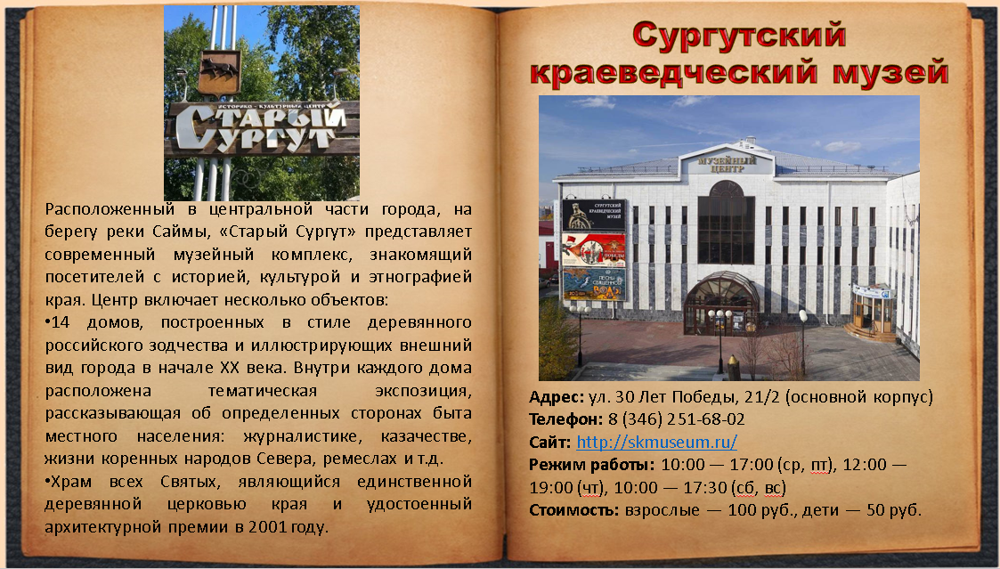 ИСТОРИКО - КУЛЬТУРНЫЙ ЦЕНТР
СТАРЫЙ
СУРГУТ
Расположенный в центральной части города, на
берегу реки Саймы, «Старый Сургут» представляет
современный музейный комплекс, знакомящий
посетителей с историей, культурой и этнографией
края. Центр включает несколько объектов:
•14 домов, построенных в стиле деревянного
российского зодчества и иллюстрирующих внешний
вид города в начале XX века. Внутри каждого дома
расположена тематическая экспозиция,
рассказывающая об определенных сторонах быта
местного населения: журналистике, казачестве,
жизни коренных народов Севера, ремеслах и т.д.
•Храм всех Святых, являющийся единственной
деревянной церковью края и удостоенный
архитектурной премии в 2001 году.
Сургутский
краеведческий музей
МУЗЕЙНЫЙ
ЦЕНТР
СУРГУТСКИЙ
КРАЕВЕДЧЕСКИЙ
МУЗЕЙ
ПОБЕДЫ
ПЕСНИ
СВЯЩЕННОЙ
Адрес: ул. 30 Лет Победы, 21/2 (основной корпус)
Телефон: 8 (346) 251-68-02
Сайт: http://skmuseum.ru/
Режим работы: 10:00 — 17:00 (ср, пт), 12:00 —
19:00 (чт), 10:00 — 17:30 (сб, вс)
Стоимость: взрослые — 100 руб., дети — 50 руб.